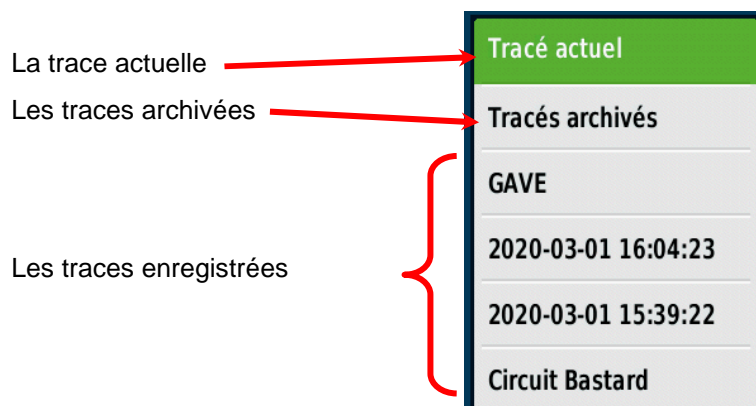 La trace actuelle
Tracé actuel
Les traces archivées
Tracés archivés
Les traces enregistrées
GAVE
2020-03-01 16:04:23
2020-03-01 15:39:22
Circuit Bastard